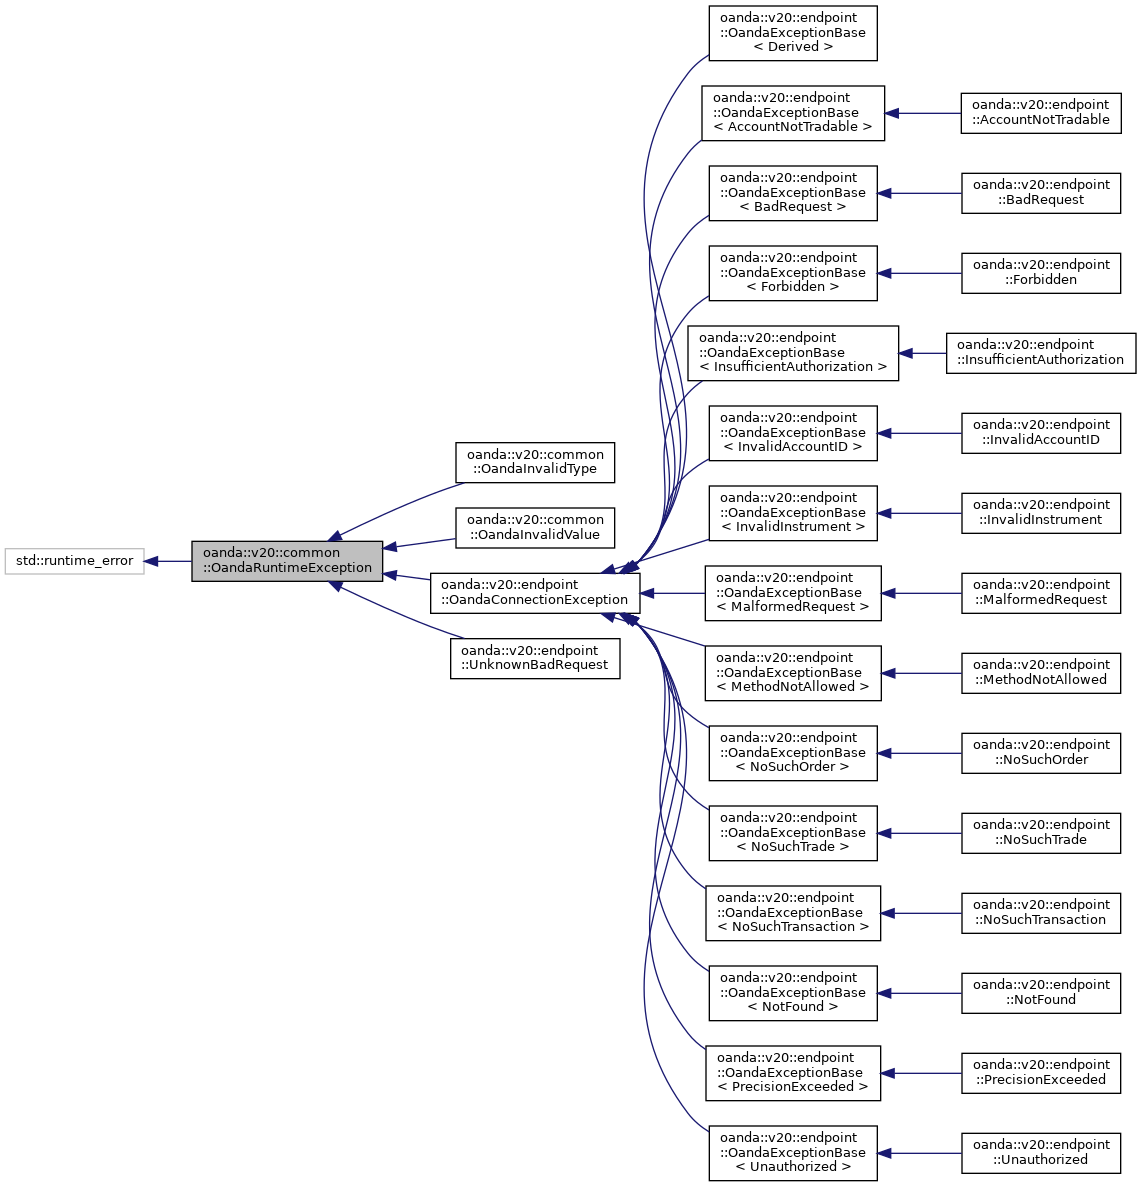 std::runtime_error
oanda::v20::common
::OandaRuntimeException
oanda::v20::common
::OandaInvalidType
oanda::v20::common
::OandaInvalidValue
oanda::v20::endpoint
::OandaConnectionException
oanda::v20::endpoint
::UnknownBadRequest
oanda::v20::endpoint
::OandaExceptionBase
< Derived >
oanda::v20::endpoint
::OandaExceptionBase
< AccountNotTradable >
oanda::v20::endpoint
::AccountNotTradable
oanda::v20::endpoint
::OandaExceptionBase
< BadRequest >
oanda::v20::endpoint
::BadRequest
oanda::v20::endpoint
::OandaExceptionBase
< Forbidden >
oanda::v20::endpoint
::Forbidden
oanda::v20::endpoint
::OandaExceptionBase
< InsufficientAuthorization >
oanda::v20::endpoint
::InsufficientAuthorization
oanda::v20::endpoint
::OandaExceptionBase
< InvalidAccountID >
oanda::v20::endpoint
::InvalidAccountID
oanda::v20::endpoint
::OandaExceptionBase
< InvalidInstrument >
oanda::v20::endpoint
::InvalidInstrument
oanda::v20::endpoint
::OandaExceptionBase
< MalformedRequest >
oanda::v20::endpoint
::MalformedRequest
oanda::v20::endpoint
::OandaExceptionBase
< MethodNotAllowed >
oanda::v20::endpoint
::MethodNotAllowed
oanda::v20::endpoint
::OandaExceptionBase
< NoSuchOrder >
oanda::v20::endpoint
::NoSuchOrder
oanda::v20::endpoint
::OandaExceptionBase
< NoSuchTrade >
oanda::v20::endpoint
::NoSuchTrade
oanda::v20::endpoint
::OandaExceptionBase
< NoSuchTransaction >
oanda::v20::endpoint
::NoSuchTransaction
oanda::v20::endpoint
::OandaExceptionBase
< NotFound >
oanda::v20::endpoint
::NotFound
oanda::v20::endpoint
::OandaExceptionBase
< PrecisionExceeded >
oanda::v20::endpoint
::PrecisionExceeded
oanda::v20::endpoint
::OandaExceptionBase
< Unauthorized >
oanda::v20::endpoint
::Unauthorized